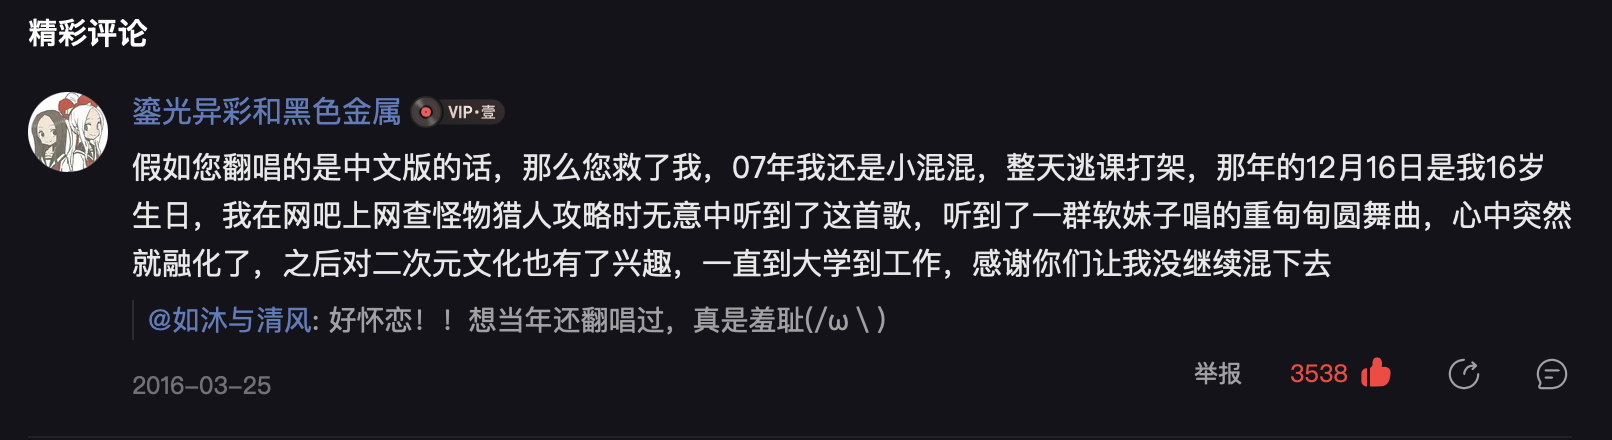 精彩评论
鎏光异彩和黑色金属 VIP·壹
假如您翻唱的是中文版的话，那么您救了我，07年我还是小混混，整天逃课打架，那年的12月16日是我16岁
生日，我在网吧上网查怪物猎人攻略时无意中听到了这首歌，听到了一群软妹子唱的重甸甸圆舞曲，心中突然
就融化了，之后对二次元文化也有了兴趣，一直到大学到工作，感谢你们让我没继续混下去
@如沐与清风: 好怀恋！！想当年还翻唱过，真是羞耻(/ω＼)
举报 3538
2016-03-25